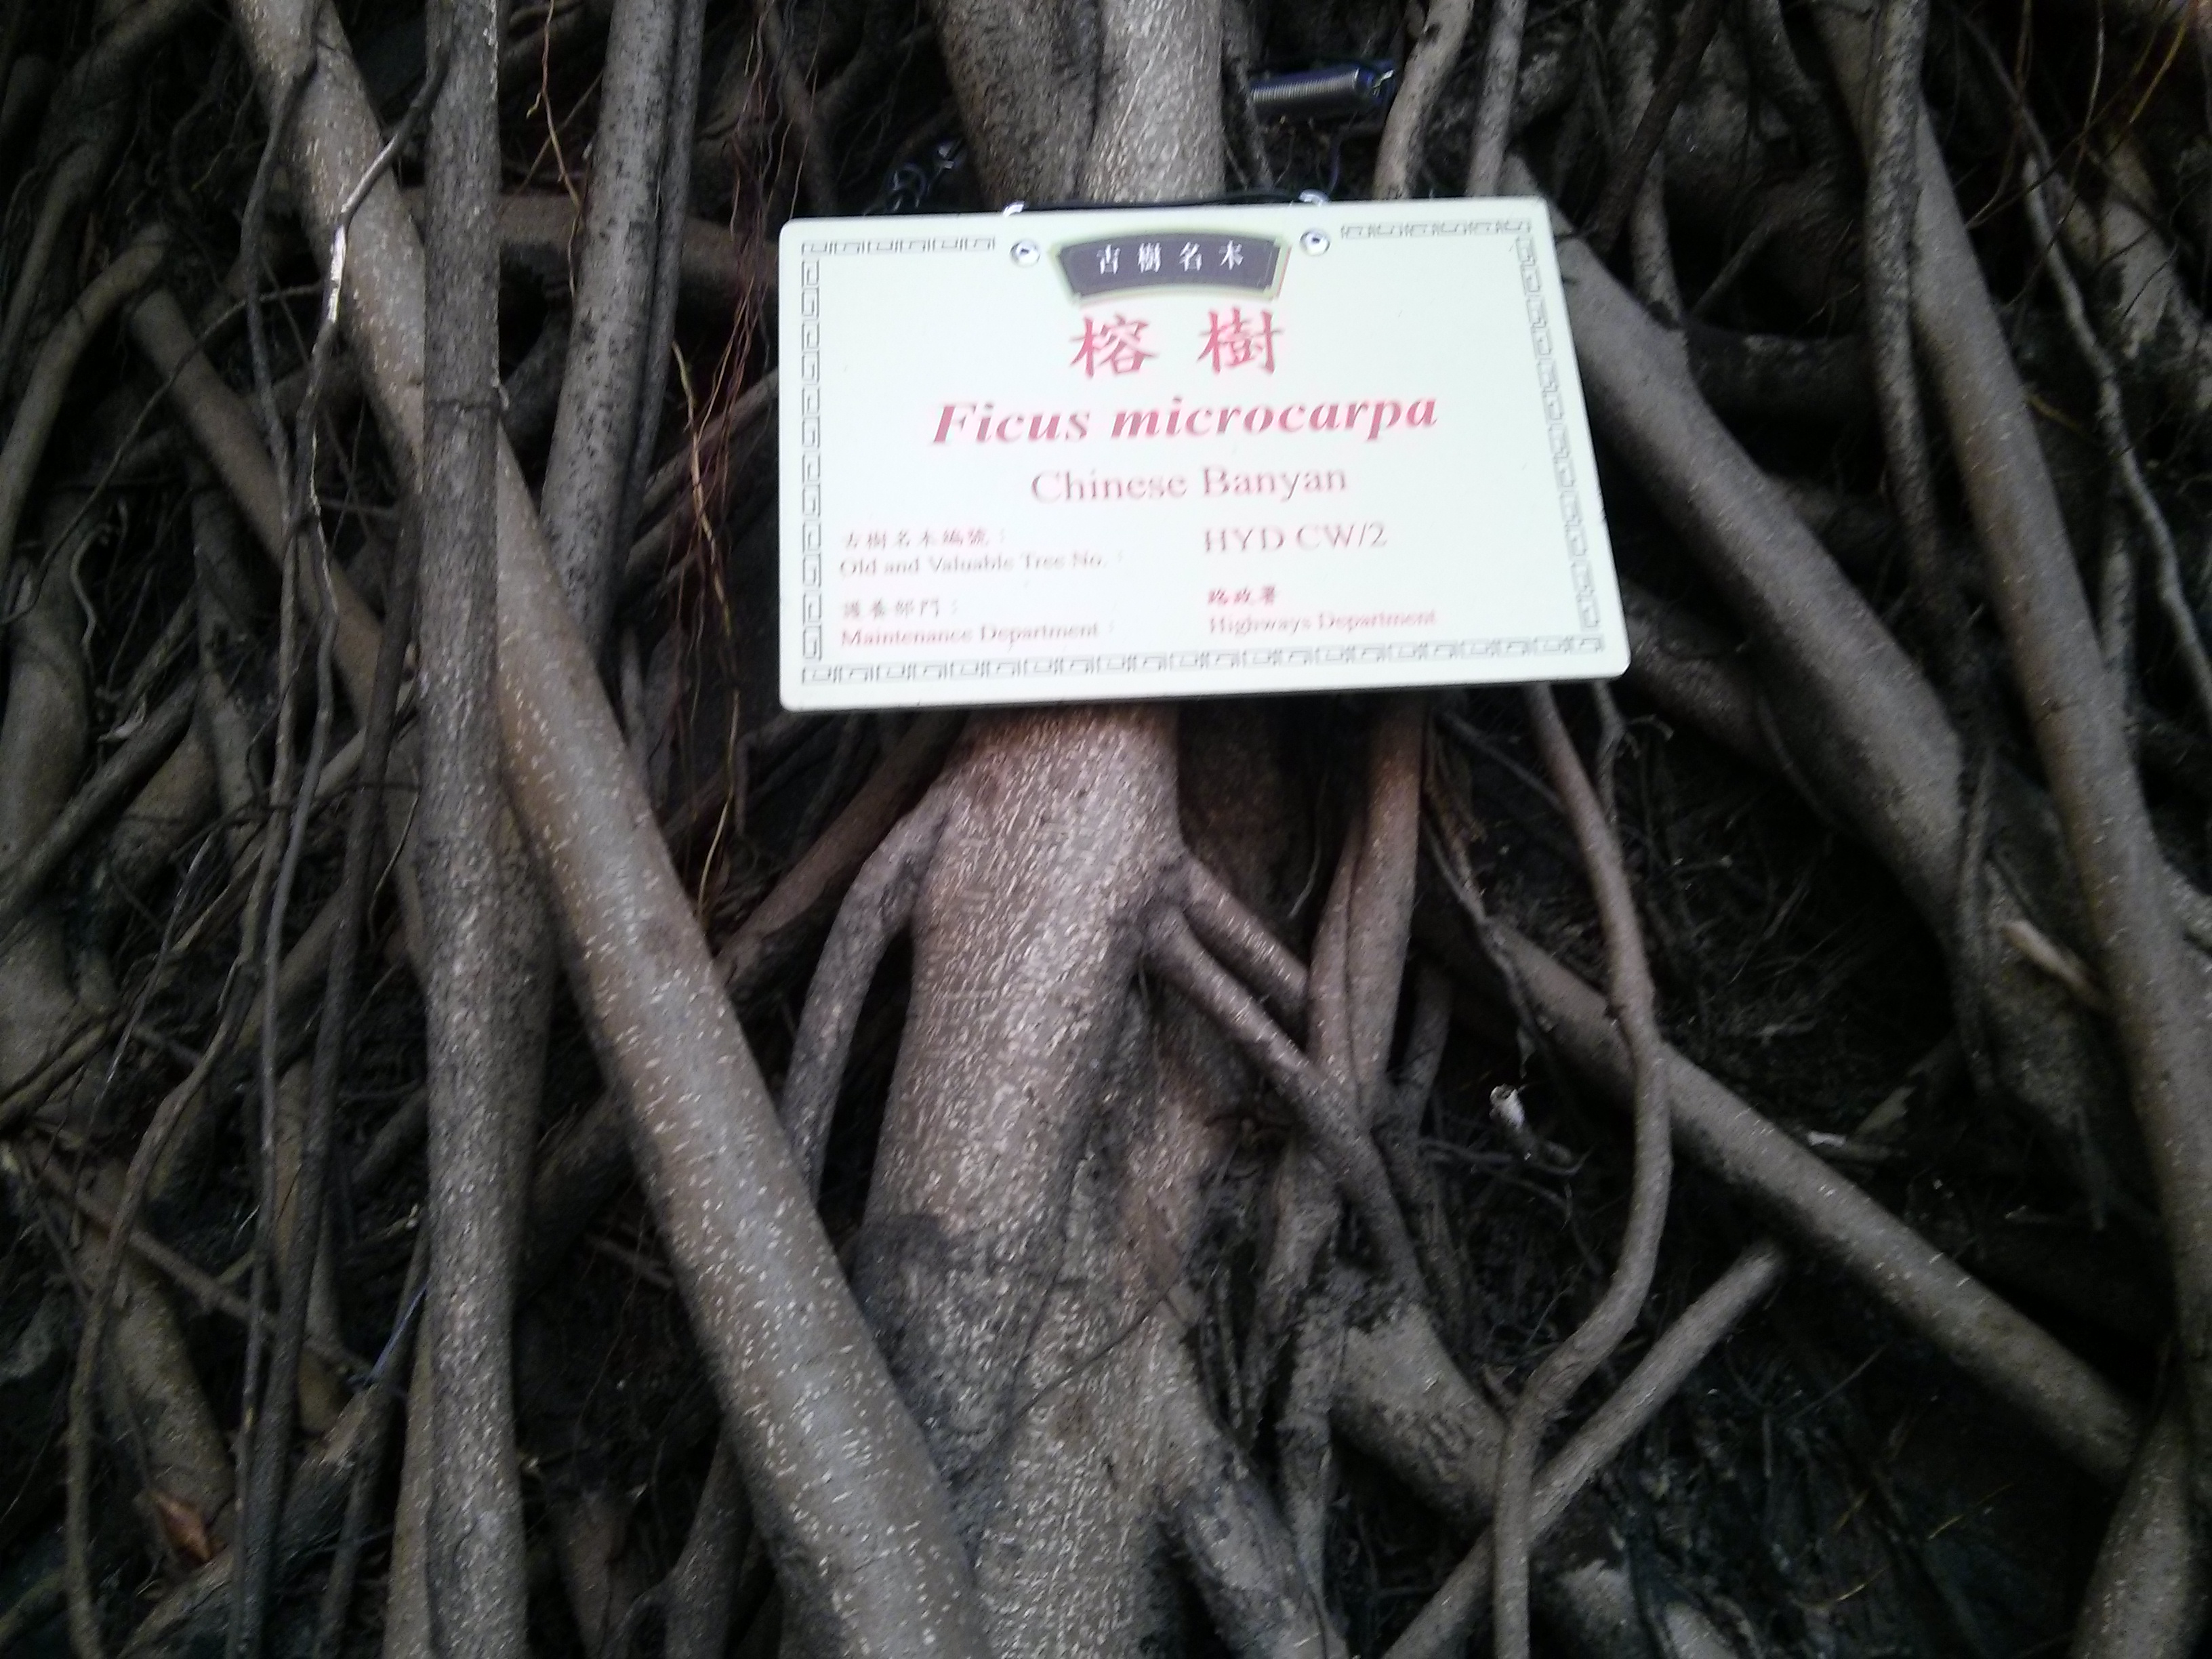 古樹名木
榕樹
Ficus microcarpa
Chinese Banyan
古樹名木編號： HYD CW/2
Old and Valuable Tree No. :
護養部門： 路政署
Maintenance Department : Highways Department